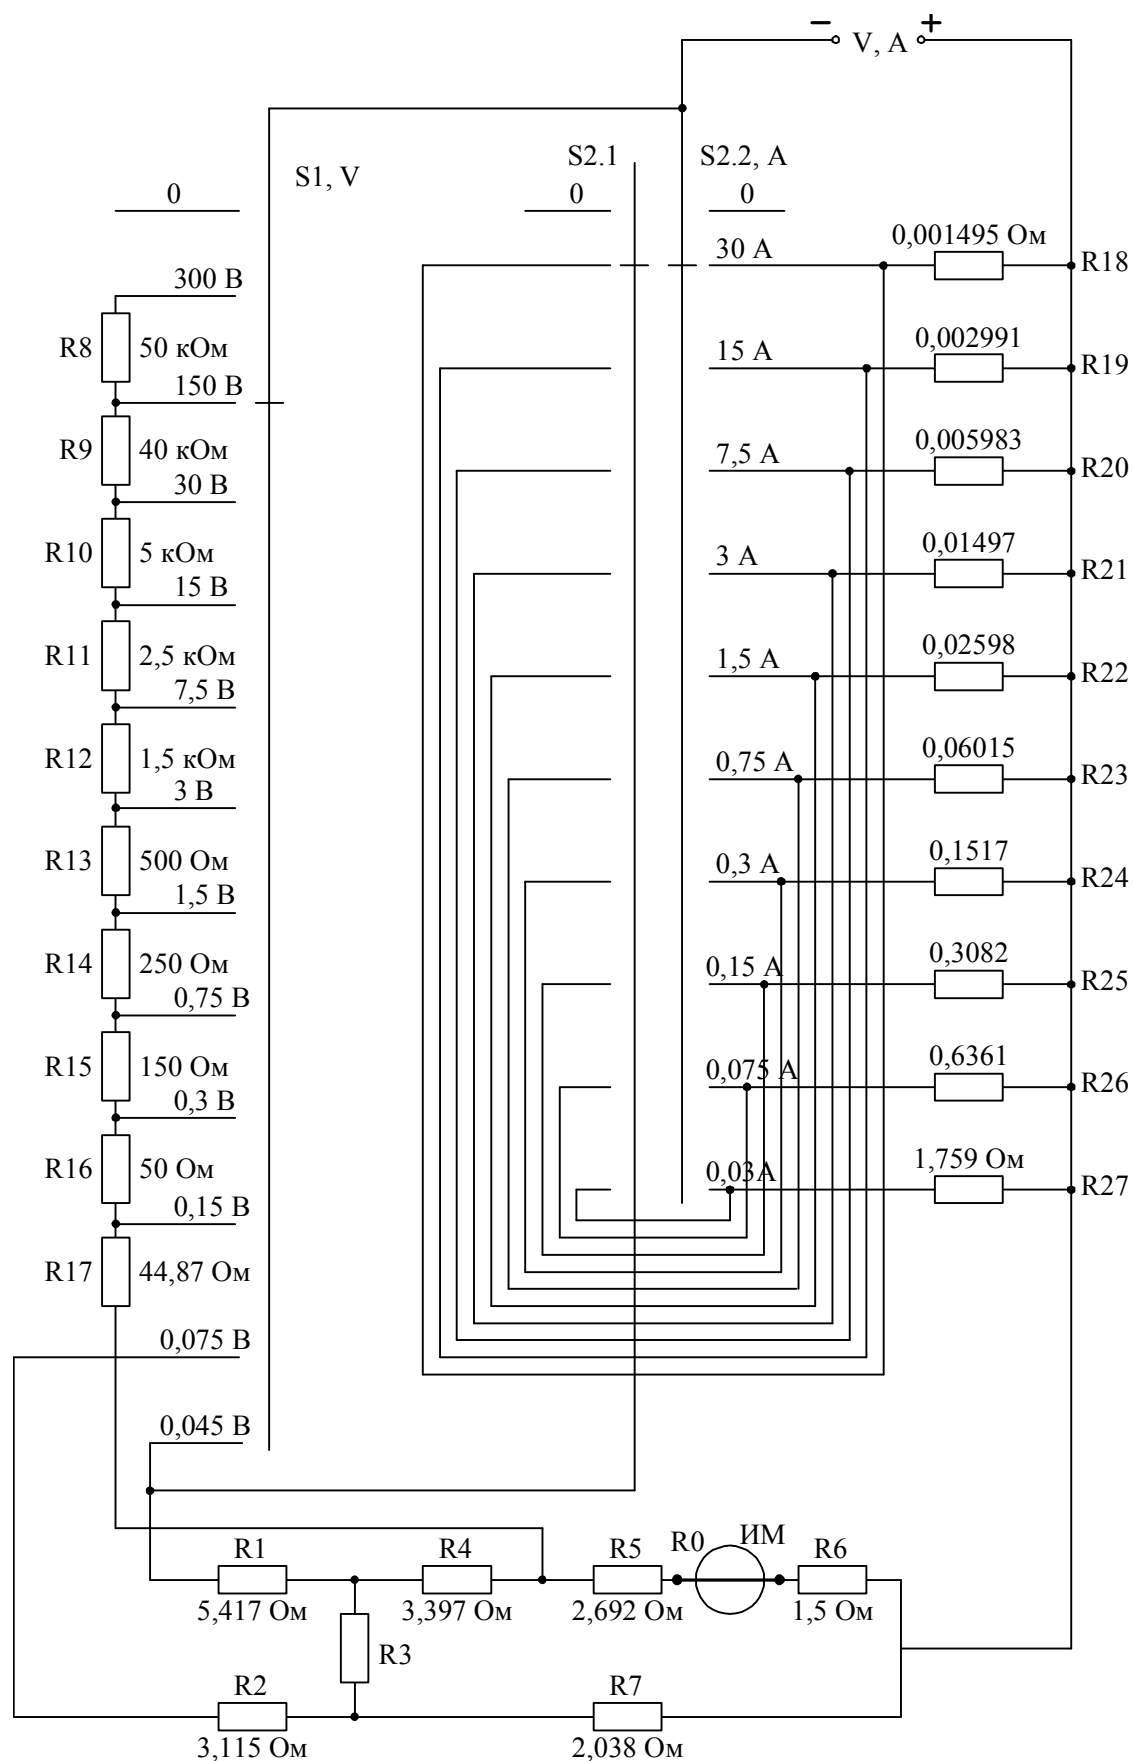 − V, A +
S1, V
S2.1
S2.2, A
0
0
0
30 А
0,001495 Ом
R18
300 В
R8
50 кОм
15 А
0,002991
R19
150 В
R9
40 кОм
7,5 А
0,005983
R20
30 В
R10
5 кОм
3 А
0,01497
R21
15 В
R11
2,5 кОм
1,5 А
0,02598
R22
7,5 В
R12
1,5 кОм
0,75 А
0,06015
R23
3 В
R13
500 Ом
0,3 А
0,1517
R24
1,5 В
R14
250 Ом
0,15 А
0,3082
R25
0,75 В
R15
150 Ом
0,075 А
0,6361
R26
0,3 В
R16
50 Ом
0,03А
1,759 Ом
R27
0,15 В
R17
44,87 Ом
0,075 В
0,045 В
R1
5,417 Ом
R4
3,397 Ом
R5
2,692 Ом
R0
ИМ
R6
1,5 Ом
R3
R2
3,115 Ом
R7
2,038 Ом